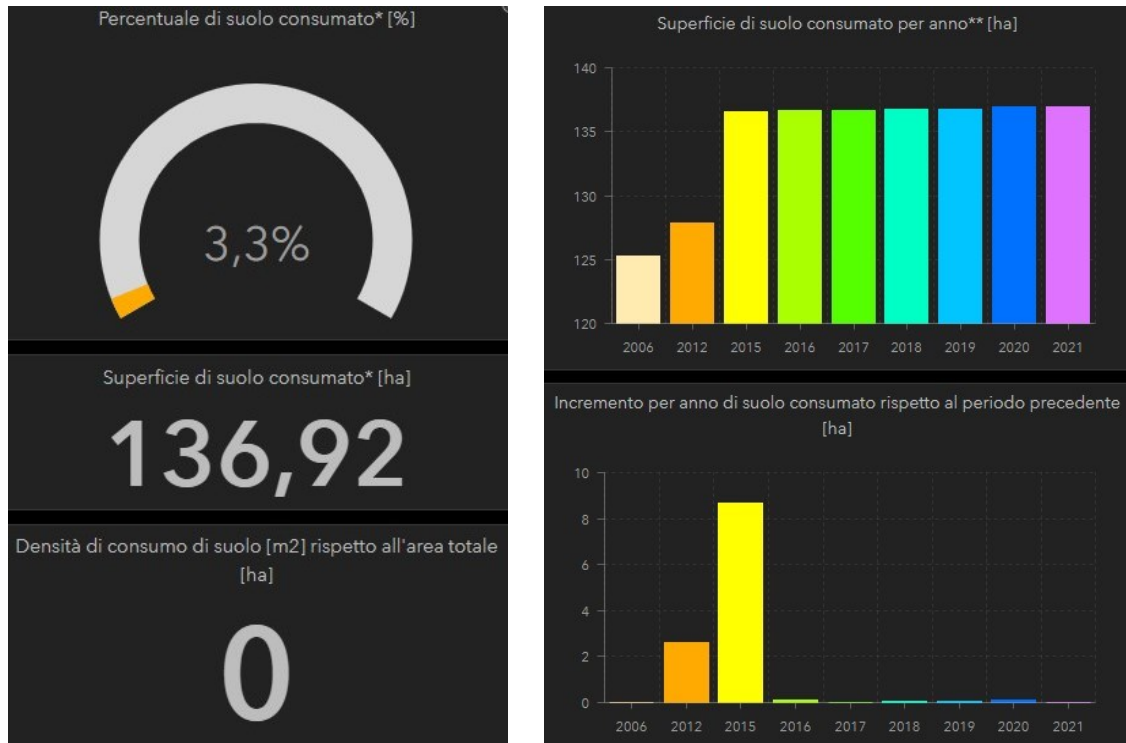 Percentuale di suolo consumato* [%]
3,3%
Superficie di suolo consumato* [ha]
136,92
Densità di consumo di suolo [m2] rispetto all'area totale
[ha]
0
Superficie di suolo consumato per anno** [ha]
140
135
130
125
120
2006 2012 2015 2016 2017 2018 2019 2020 2021
Incremento per anno di suolo consumato rispetto al periodo precedente
[ha]
10
8
6
4
2
0
2006 2012 2015 2016 2017 2018 2019 2020 2021